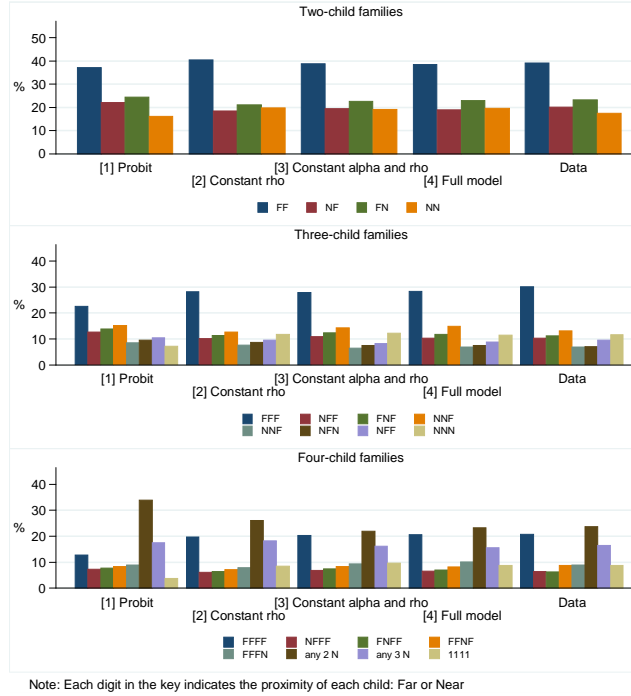 Two-child families
50
40
%
30
20
10
0
[1] Probit [3] Constant alpha and rho Data
[2] Constant rho [4] Full model
FF NF FN NN
Three-child families
40
30
%
20
10
0
[1] Probit [3] Constant alpha and rho Data
[2] Constant rho [4] Full model
FFF NFF FNF NNF
NNF NFN NFF NNN
Four-child families
40
30
%
20
10
0
[1] Probit [3] Constant alpha and rho Data
[2] Constant rho [4] Full model
FFFF NFFF FNFF FFNF
FFFN any 2 N any 3 N 1111
Note: Each digit in the key indicates the proximity of each child: Far or Near